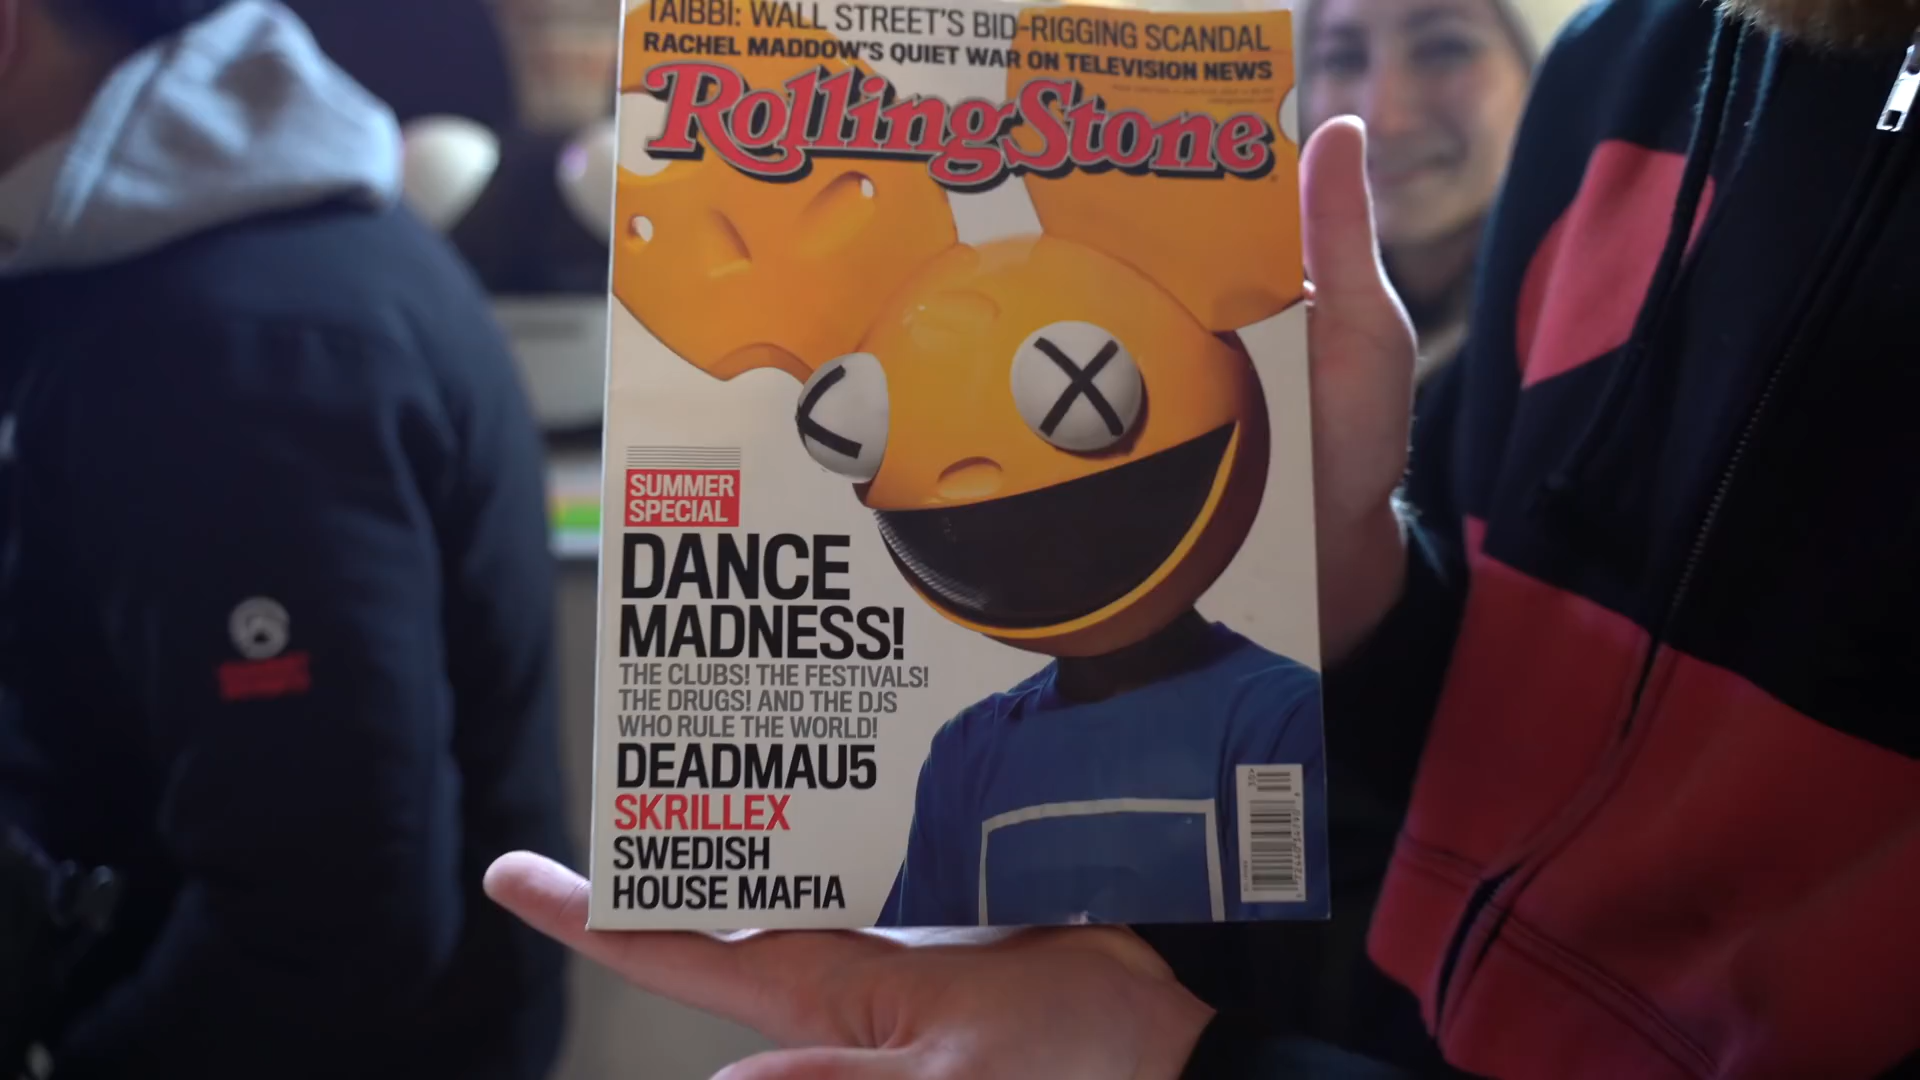 TAIBBI: WALL STREET'S BID-RIGGING SCANDAL
RACHEL MADDOW'S QUIET WAR ON TELEVISION NEWS
RollingStone
SUMMER
SPECIAL
DANCE
MADNESS!
THE CLUBS! THE FESTIVALS!
THE DRUGS! AND THE DJS
WHO RULE THE WORLD!
DEADMAU5
SKRILLEX
SWEDISH
HOUSE MAFIA